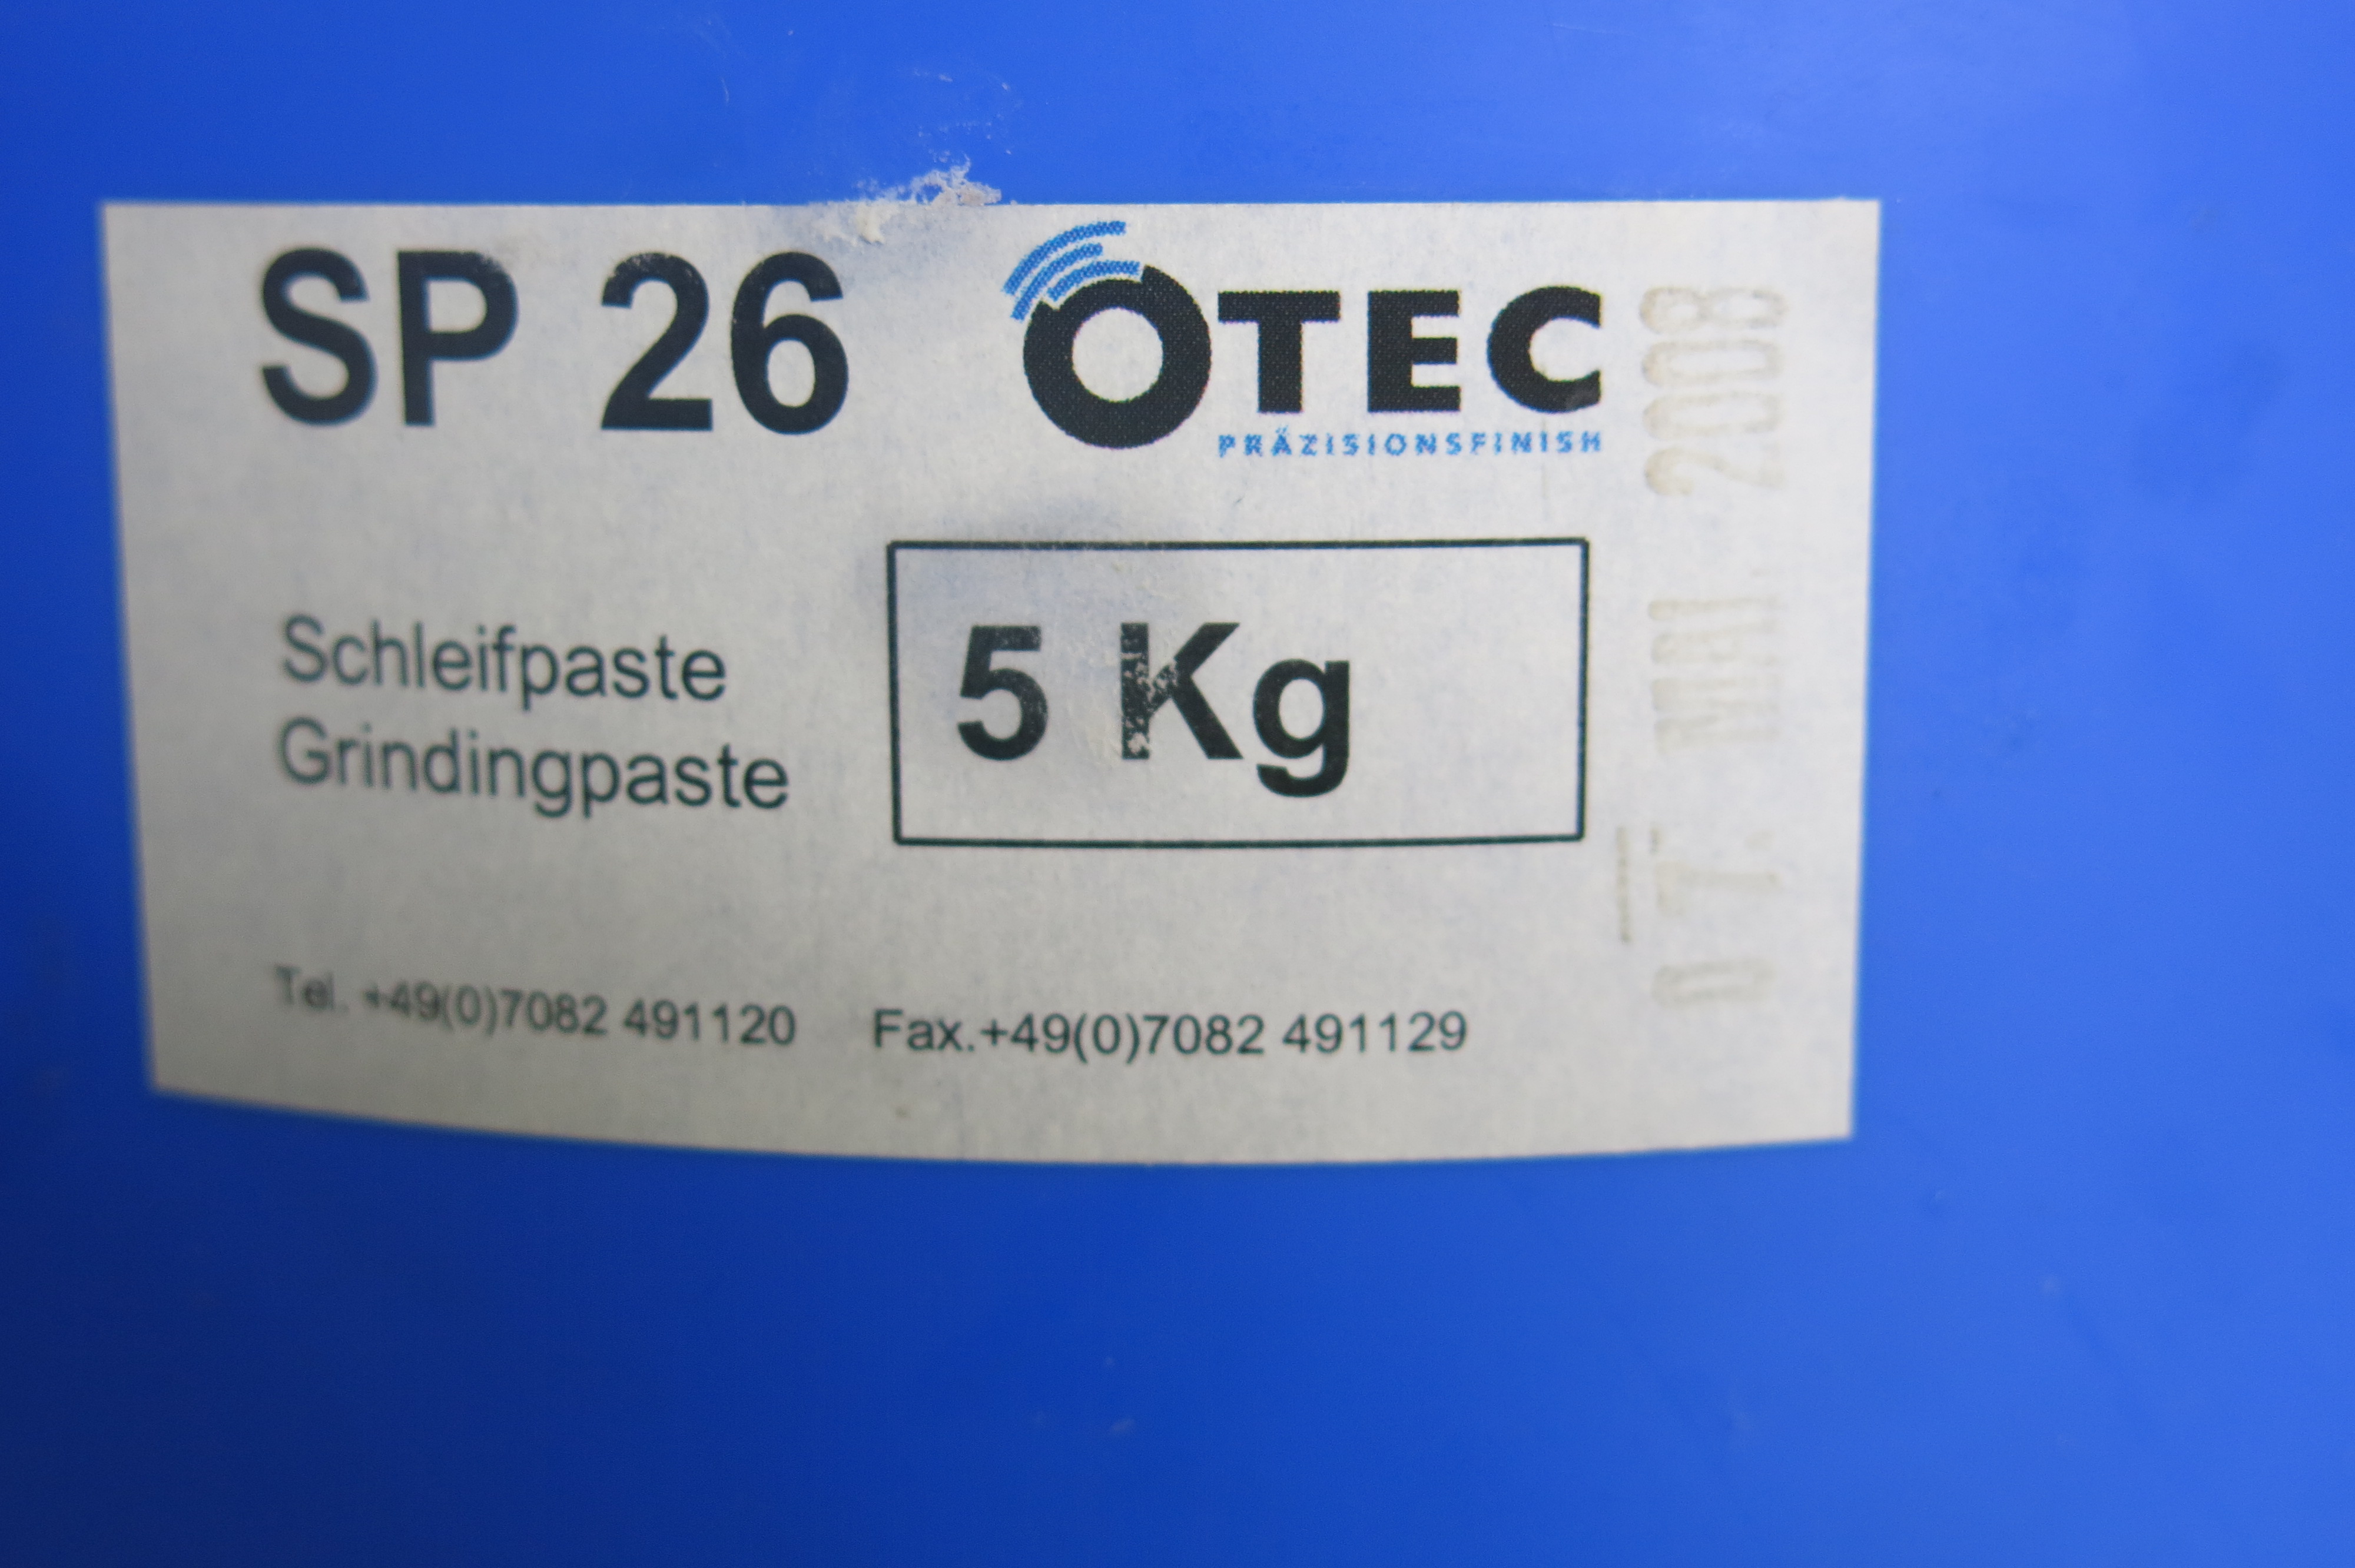 SP 26
OTEC
PRÄZISIONSFINISH
Schleifpaste
Grindingpaste
5 Kg
Tel. +49(0)7082 491120 Fax.+49(0)7082 491129
07. MAI 2008